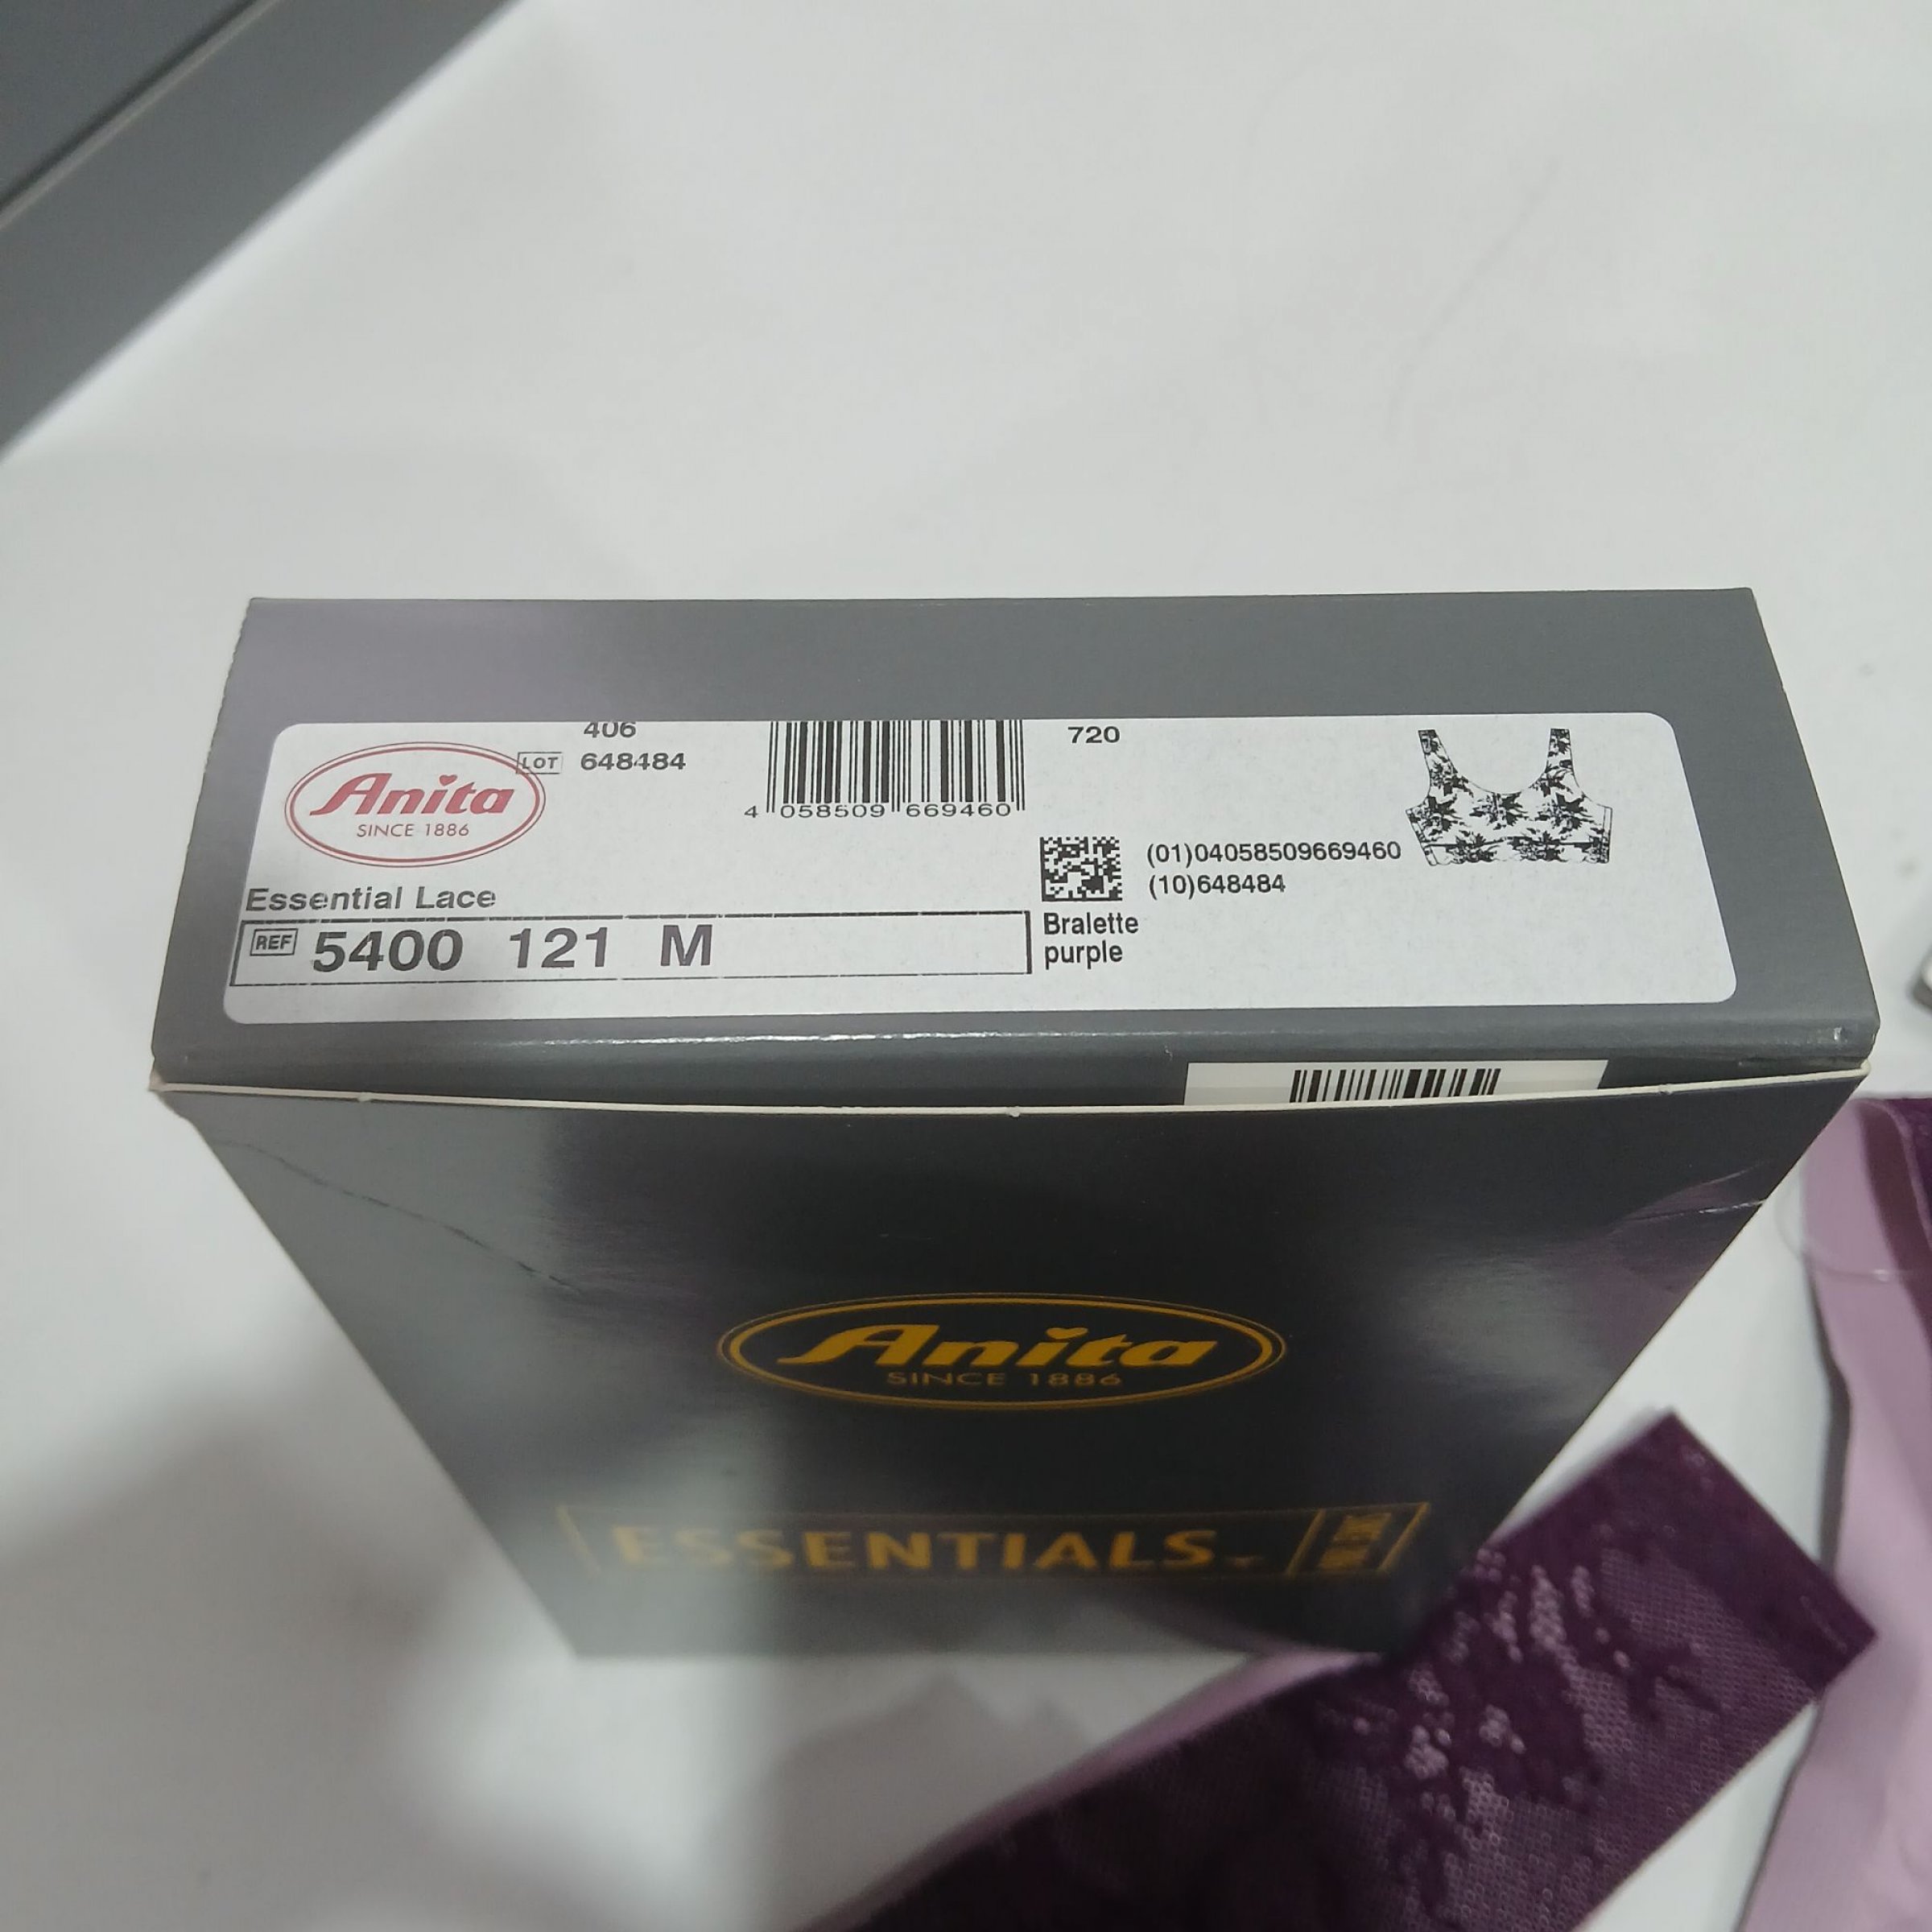 406
LOT 648484
Anita
SINCE 1886
4 058509 669460
720
(01)04058509669460
(10)648484
Essential Lace
REF 5400 121 M
Bralette
purple
Anita
SINCE 1886
ESSENTIALS